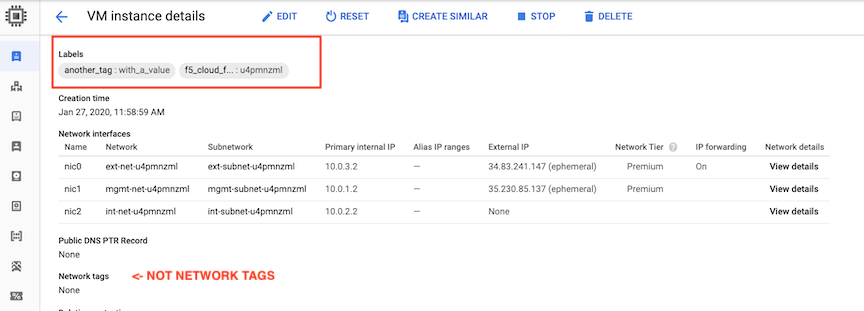 VM instance details EDIT RESET CREATE SIMILAR STOP DELETE
Labels
another_tag : with_a_value f5_cloud_f... : u4pmnzml
Creation time
Jan 27, 2020, 11:58:59 AM
Network interfaces
Name Network Subnetwork Primary internal IP Alias IP ranges External IP Network Tier ? IP forwarding Network details
nic0 ext-net-u4pmnzml ext-subnet-u4pmnzml 10.0.3.2 — 34.83.241.147 (ephemeral) Premium On View details
nic1 mgmt-net-u4pmnzml mgmt-subnet-u4pmnzml 10.0.1.2 — 35.230.85.137 (ephemeral) Premium View details
nic2 int-net-u4pmnzml int-subnet-u4pmnzml 10.0.2.2 — None View details
Public DNS PTR Record
None
Network tags <- NOT NETWORK TAGS
None